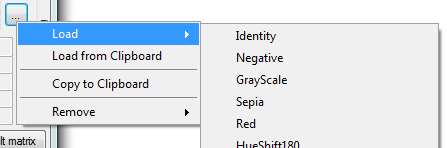 ...
Load
Load from Clipboard
Copy to Clipboard
Remove
lt matrix
Identity
Negative
GrayScale
Sepia
Red
HueShift180